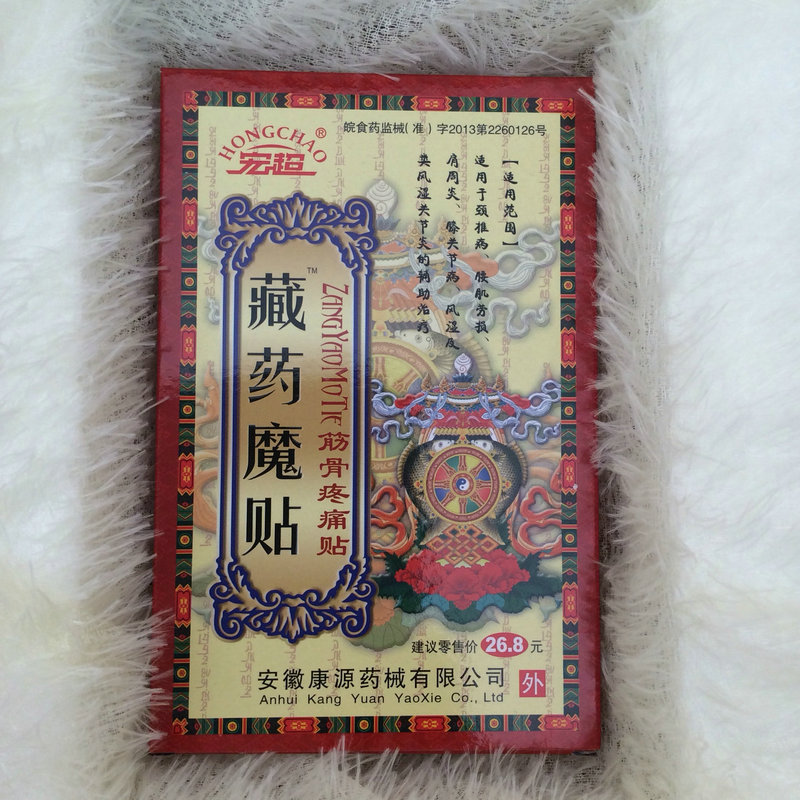 HONGCHAO®
宏超
皖食药监械(准)字2013第2260126号
【适用范围】
适用于颈椎病、腰肌劳损、
肩周炎、膝关节病、风湿及
类风湿关节炎的辅助治疗。
藏药魔贴™
ZANGYAOMOTIE
筋骨疼痛贴
建议零售价 26.8 元
安徽康源药械有限公司
Anhui Kang Yuan YaoXie Co., Ltd
外